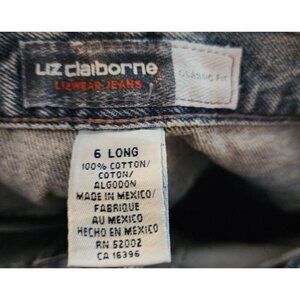 Liz claiborne
LIZWEAR JEANS
CLASSIC FIT
6 LONG
100% COTTON/
COTON/
ALGODON
MADE IN MEXICO/
FABRIQUE
AU MEXICO
HECHO EN MEXICO
RN 52002
CA 16396